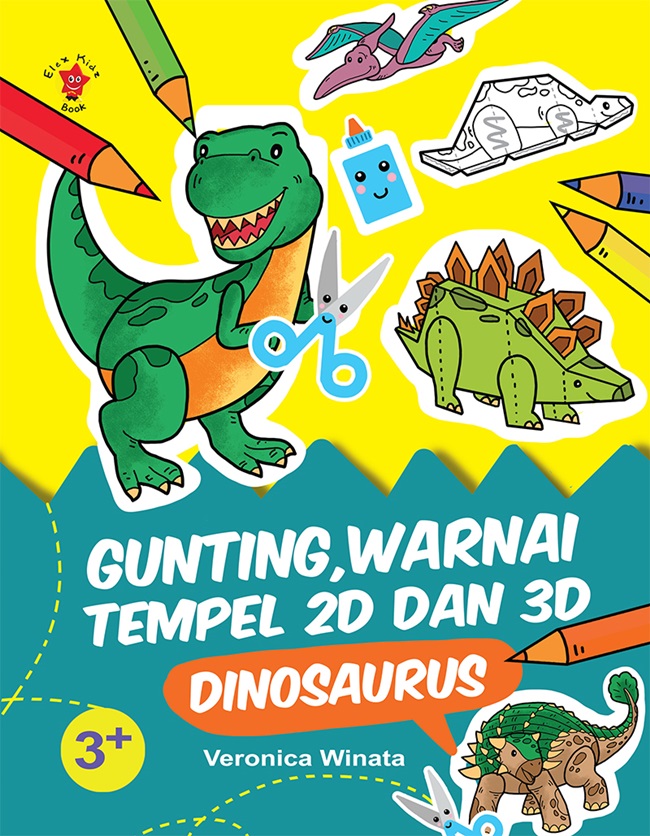 Elex Kidz
Book
GUNTING, WARNAI
TEMPEL 2D DAN 3D
DINOSAURUS
3+
Veronica Winata